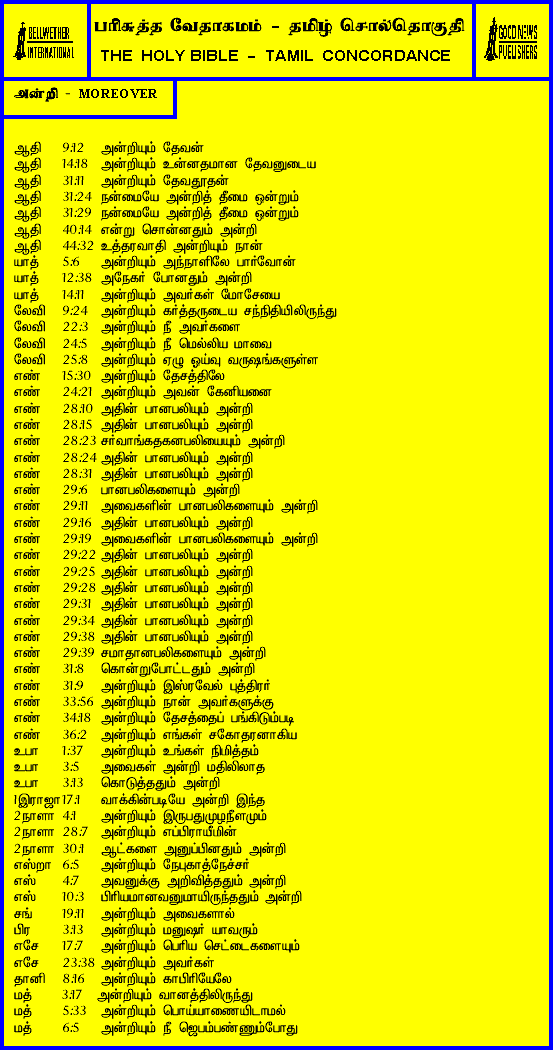 BELLWETHER
INTERNATIONAL
பரிசுத்த வேதாகமம் - தமிழ் சொல்தொகுதி
THE HOLY BIBLE - TAMIL CONCORDANCE
GOOD NEWS
PUBLISHERS
அன்றி - MOREOVER
ஆதி 9:12 அன்றியும் தேவன்
ஆதி 14:18 அன்றியும் உன்னதமான தேவனுடைய
ஆதி 31:11 அன்றியும் தேவதூதன்
ஆதி 31:24 நன்மையே அன்றித் தீமை ஒன்றும்
ஆதி 31:29 நன்மையே அன்றித் தீமை ஒன்றும்
ஆதி 40:14 என்று சொன்னதும் அன்றி
ஆதி 44:32 உத்தரவாதி அன்றியும் நான்
யாத் 5:6 அன்றியும் அந்நாளிலே பார்வோன்
யாத் 12:38 அநேகர் போனதும் அன்றி
யாத் 14:11 அன்றியும் அவர்கள் மோசேயை
லேவி 9:24 அன்றியும் கர்த்தருடைய சந்நிதியிலிருந்து
லேவி 22:3 அன்றியும் நீ அவர்களை
லேவி 24:5 அன்றியும் நீ மெல்லிய மாவை
லேவி 25:8 அன்றியும் ஏழு ஓய்வு வருஷங்களுள்ள
எண் 15:30 அன்றியும் தேசத்திலே
எண் 24:21 அன்றியும் அவன் கேனியனை
எண் 28:10 அதின் பானபலியும் அன்றி
எண் 28:15 அதின் பானபலியும் அன்றி
எண் 28:23 சர்வாங்கதகனபலியையும் அன்றி
எண் 28:24 அதின் பானபலியும் அன்றி
எண் 28:31 அதின் பானபலியும் அன்றி
எண் 29:6 பானபலிகளையும் அன்றி
எண் 29:11 அவைகளின் பானபலிகளையும் அன்றி
எண் 29:16 அதின் பானபலியும் அன்றி
எண் 29:19 அவைகளின் பானபலிகளையும் அன்றி
எண் 29:22 அதின் பானபலியும் அன்றி
எண் 29:25 அதின் பானபலியும் அன்றி
எண் 29:28 அதின் பானபலியும் அன்றி
எண் 29:31 அதின் பானபலியும் அன்றி
எண் 29:34 அதின் பானபலியும் அன்றி
எண் 29:38 அதின் பானபலியும் அன்றி
எண் 29:39 சமாதானபலிகளையும் அன்றி
எண் 31:8 கொன்றுபோட்டதும் அன்றி
எண் 31:9 அன்றியும் இஸ்ரவேல் புத்திரர்
எண் 33:56 அன்றியும் நான் அவர்களுக்கு
எண் 34:18 அன்றியும் தேசத்தைப் பங்கிடும்படி
எண் 36:2 அன்றியும் எங்கள் சகோதரனாகிய
உபா 1:37 அன்றியும் உங்கள் நிமித்தம்
உபா 3:5 அவைகள் அன்றி மதிலில்லாத
உபா 3:13 கொடுத்ததும் அன்றி
1இராஜா 17:1 வாக்கின்படியே அன்றி இந்த
2நாளா 4:1 அன்றியும் இருபதுமுழநீளமும்
2நாளா 28:7 அன்றியும் எப்பிராயீமின்
2நாளா 30:1 ஆட்களை அனுப்பினதும் அன்றி
எஸ்றா 6:5 அன்றியும் நேபுகாத்நேச்சர்
எஸ் 4:7 அவனுக்கு அறிவித்ததும் அன்றி
எஸ் 10:3 பிரியமானவனுமாயிருந்ததும் அன்றி
சங் 19:11 அன்றியும் அவைகளால்
பிர 3:13 அன்றியும் மனுஷர் யாவரும்
எசே 17:7 அன்றியும் பெரிய செட்டைகளையும்
எசே 23:38 அன்றியும் அவர்கள்
தானி 8:16 அன்றியும் காபிரியேலே
மத் 3:17 அன்றியும் வானத்திலிருந்து
மத் 5:33 அன்றியும் பொய்யாணையிடாமல்
மத் 6:5 அன்றியும் நீ ஜெபம்பண்ணும்போது